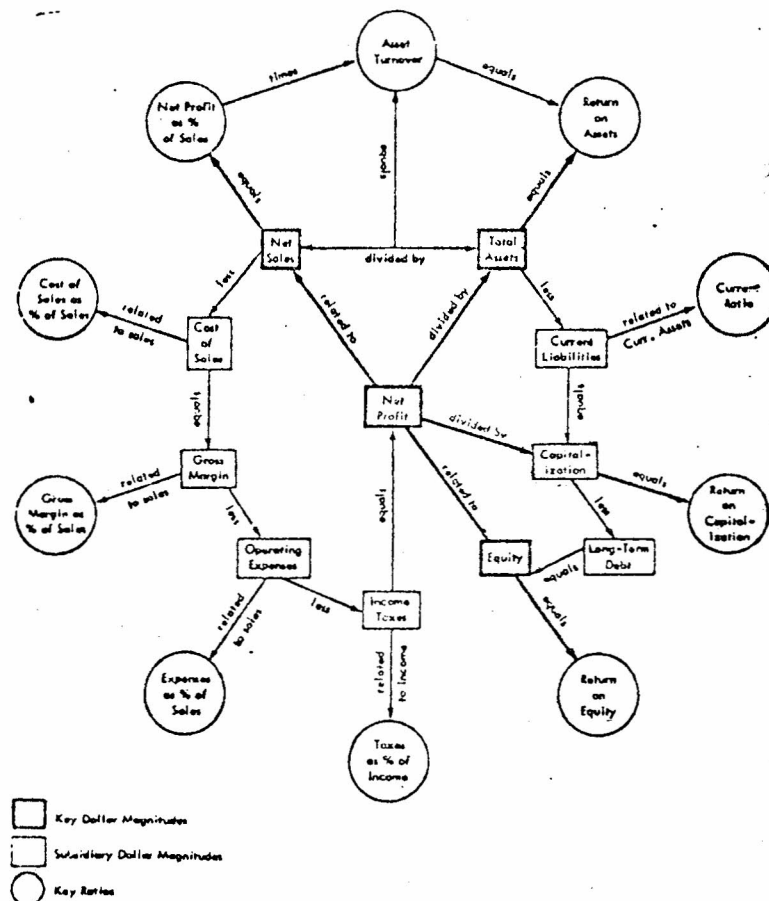 Asset
Turnover
times
equals
Net Profit
as %
of Sales
Return
on
Assets
equals
equals
equals
Net
Sales
divided by
Total
Assets
less
related to
divided by
less
Cost of
Sales as
% of Sales
related
to sales
Cost
of
Sales
Current
Liabilities
related to
Curr. Assets
Current
Ratio
equals
Net
Profit
divided by
equals
Gross
Margin
related
to sales
Gross
Margin as
% of Sales
less
equals
related to
Capital-
ization
equals
Return on
Capital-
ization
less
Operating
Expenses
Equity
equals
Long-Term
Debt
related
to sales
less
Income
Taxes
equals
Expenses
as % of
Sales
related
to Income
Return
on
Equity
Taxes
as % of
Income
Key Dollar Magnitudes
Subsidiary Dollar Magnitudes
Key Ratios